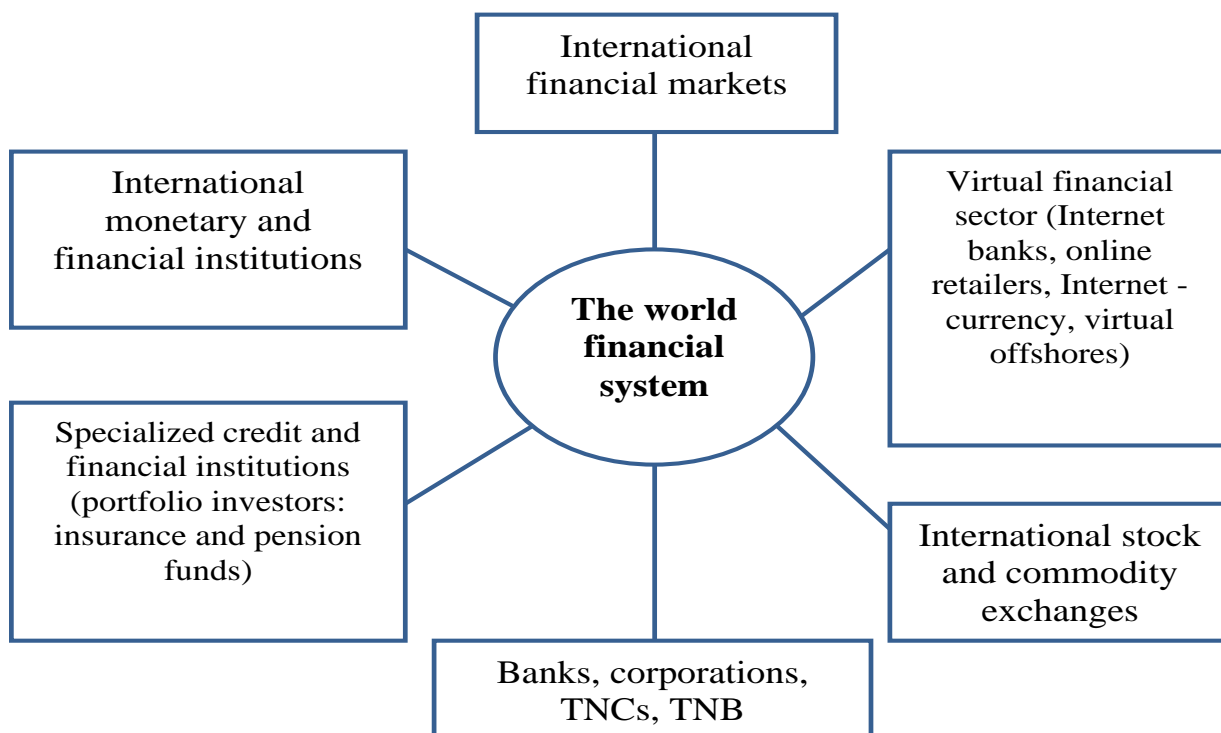 International
financial markets
International
monetary and
financial institutions
Virtual financial
sector (Internet
banks, online
retailers, Internet -
currency, virtual
offshores)
The world
financial
system
Specialized credit and
financial institutions
(portfolio investors:
insurance and pension
funds)
International stock
and commodity
exchanges
Banks, corporations,
TNCs, TNB